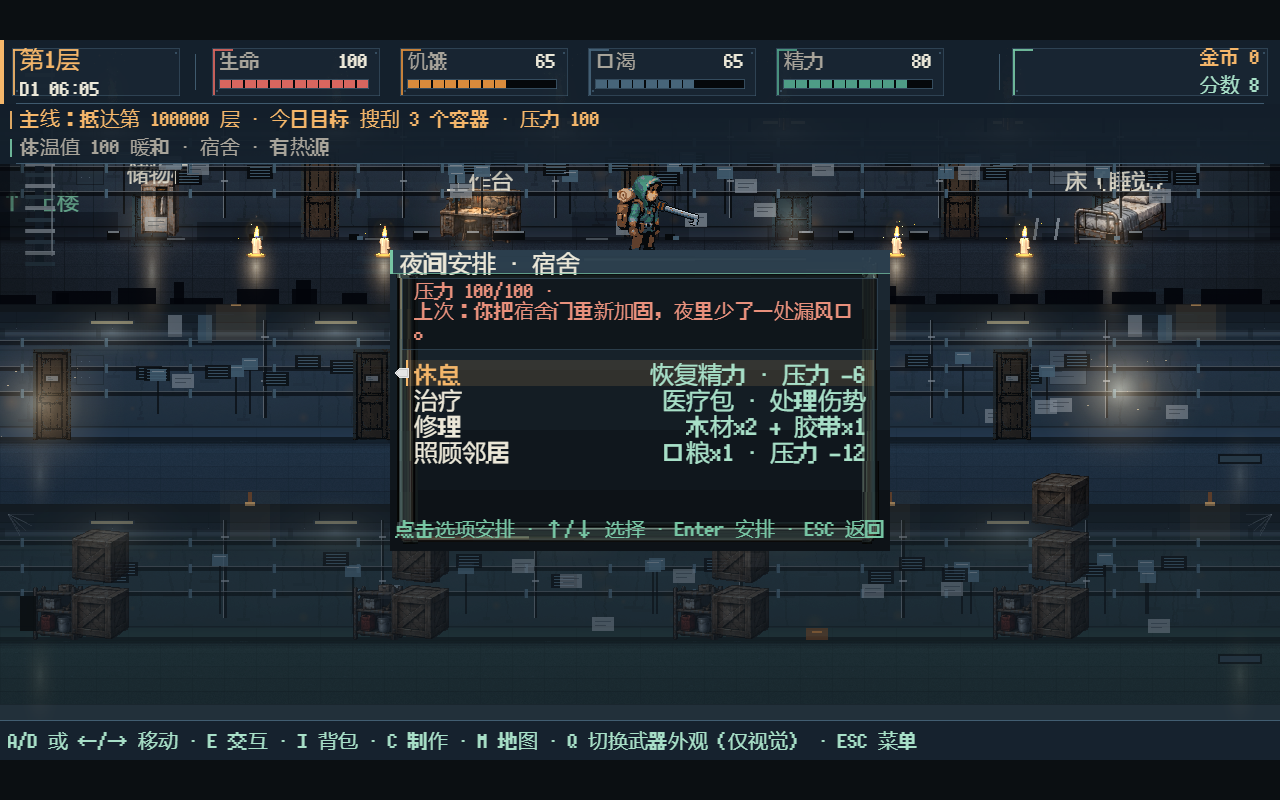 第1层
D1 06:05
生命 100
饥饿 65
口渴 65
精力 80
金币 0
分数 8
主线：抵达第 100000 层 · 今日目标 搜刮 3 个容器 · 压力 100
体温值 100 暖和 · 宿舍 · 有热源
储物
作台
床（睡觉）
楼
夜间安排 · 宿舍
压力 100/100 ·
上次：你把宿舍门重新加固，夜里少了一处漏风口
。
休息 恢复精力 · 压力 -6
治疗 医疗包 · 处理伤势
修理 木材x2 + 胶带x1
照顾邻居 口粮x1 · 压力 -12
点击选项安排 · ↑/↓ 选择 · Enter 安排 · ESC 返回
A/D 或 ←/→ 移动 · E 交互 · I 背包 · C 制作 · M 地图 · Q 切换武器外观（仅视觉） · ESC 菜单